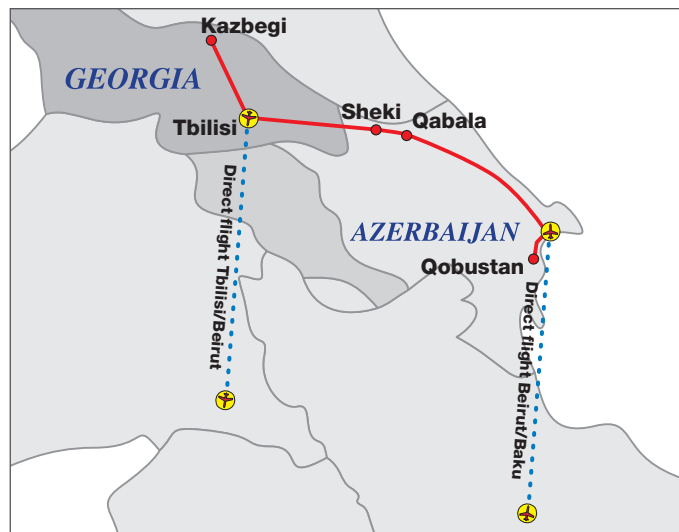 Kazbegi
GEORGIA
Tbilisi
Sheki
Qabala
AZERBAIJAN
Qobustan
Direct flight Tbilisi/Beirut
Direct flight Beirut/Baku